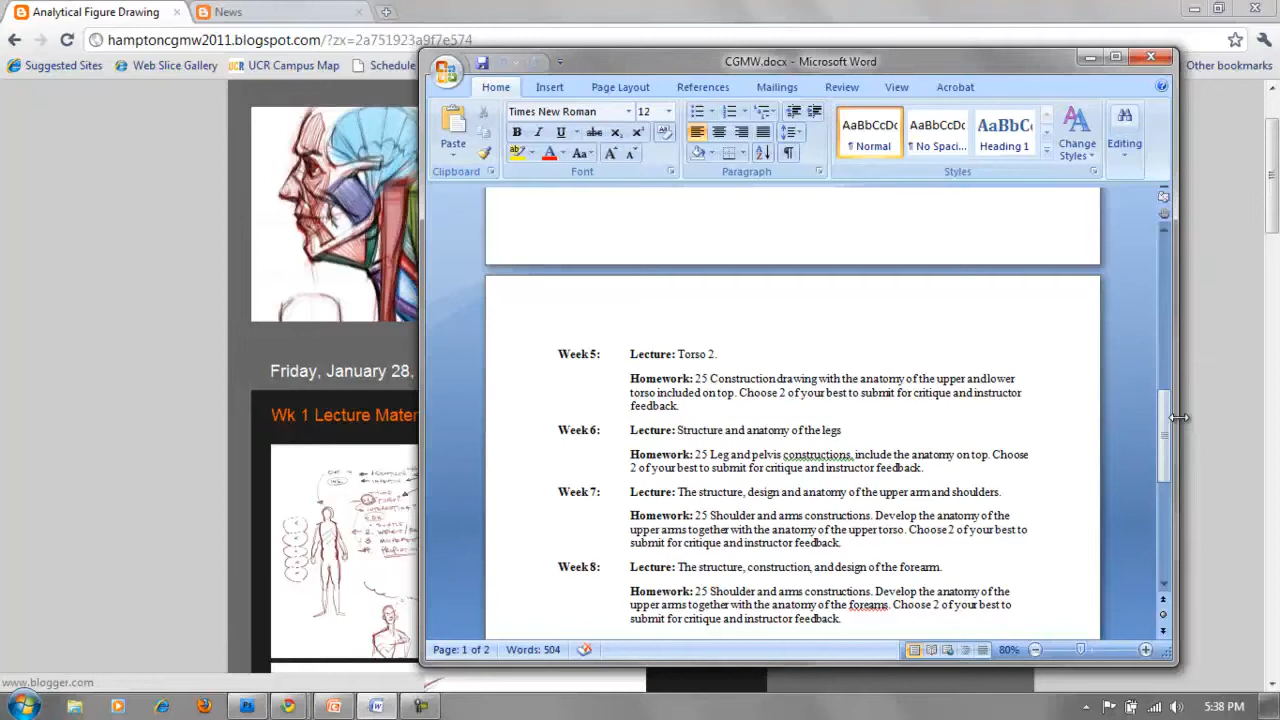 Analytical Figure Drawing
News
hamptoncgmw2011.blogspot.com/?zx=2a751923a9f7e574
Suggested Sites
Web Slice Gallery
UCR Campus Map
Schedule
Other bookmarks
CGMW.docx - Microsoft Word
Home
Insert
Page Layout
References
Mailings
Review
View
Acrobat
Paste
Clipboard
Times New Roman
12
B I U abc x₂ x² Aa A A
Font
Paragraph
AaBbCcDc
¶ Normal
AaBbCcDc
¶ No Spaci...
AaBbCc
Heading 1
Change
Styles
Styles
Editing
Friday, January 28,
Wk 1 Lecture Mater
Week 5: Lecture: Torso 2.
Homework: 25 Construction drawing with the anatomy of the upper and lower
torso included on top. Choose 2 of your best to submit for critique and instructor
feedback.
Week 6: Lecture: Structure and anatomy of the legs
Homework: 25 Leg and pelvis constructions, include the anatomy on top. Choose
2 of your best to submit for critique and instructor feedback.
Week 7: Lecture: The structure, design and anatomy of the upper arm and shoulders.
Homework: 25 Shoulder and arms constructions. Develop the anatomy of the
upper arms together with the anatomy of the upper torso. Choose 2 of your best to
submit for critique and instructor feedback.
Week 8: Lecture: The structure, construction, and design of the forearm.
Homework: 25 Shoulder and arms constructions. Develop the anatomy of the
upper arms together with the anatomy of the foreams. Choose 2 of your best to
submit for critique and instructor feedback.
Page: 1 of 2
Words: 504
80%
www.blogger.com
5:38 PM